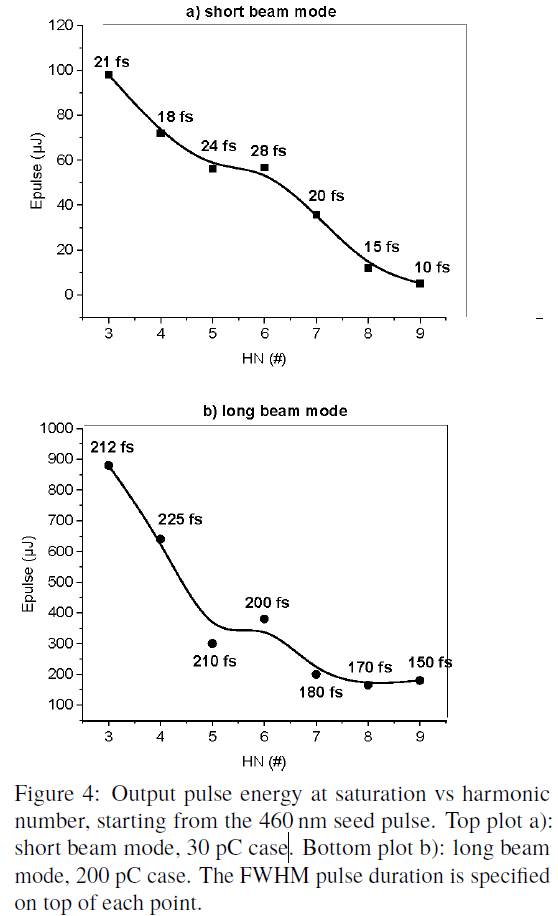 a) short beam mode
120
100
80
60
40
20
0
Epulse (µJ)
21 fs
18 fs
24 fs
28 fs
20 fs
15 fs
10 fs
3 4 5 6 7 8 9
HN (#)
b) long beam mode
1000
900
800
700
600
500
400
300
200
100
Epulse (µJ)
212 fs
225 fs
210 fs
200 fs
180 fs
170 fs
150 fs
3 4 5 6 7 8 9
HN (#)
Figure 4: Output pulse energy at saturation vs harmonic
number, starting from the 460 nm seed pulse. Top plot a):
short beam mode, 30 pC case. Bottom plot b): long beam
mode, 200 pC case. The FWHM pulse duration is specified
on top of each point.